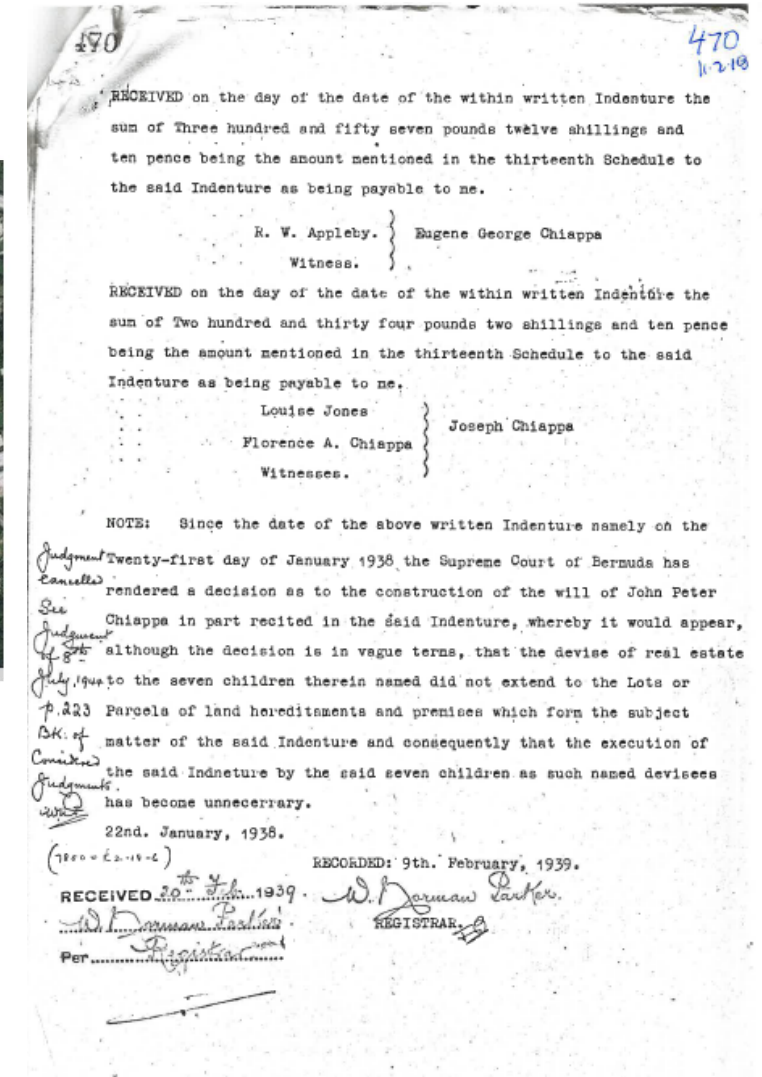 470
470
11.2.19
RECEIVED on the day of the date of the within written Indenture the
sum of Three hundred and fifty seven pounds twelve shillings and
ten pence being the amount mentioned in the thirteenth Schedule to
the said Indenture as being payable to me.
R. W. Appleby. Eugene George Chiappa
Witness.
RECEIVED on the day of the date of the within written Indenture the
sum of Two hundred and thirty four pounds two shillings and ten pence
being the amount mentioned in the thirteenth Schedule to the said
Indenture as being payable to me.
Louise Jones
Joseph Chiappa
Florence A. Chiappa
Witnesses.
NOTE: Since the date of the above written Indenture namely on the
Twenty-first day of January 1938 the Supreme Court of Bermuda has
rendered a decision as to the construction of the will of John Peter
Chiappa in part recited in the said Indenture, whereby it would appear,
although the decision is in vague terms, that the devise of real estate
to the seven children therein named did not extend to the Lots or
Parcels of land hereditaments and premises which form the subject
matter of the said Indenture and consequently that the execution of
the said Indneture by the said seven children as such named devisees
has become unnecerrary.
22nd. January, 1938.
Judgment
Cancelled
See
Judgment
of 8th
July, 1944
p. 223
BK. of
Considered
Judgments.
(7850 = £2-19-6)
RECORDED: 9th. February, 1939.
RECEIVED 20th Feb. 1939.
W. Norman Parker.
W. Norman Parker.
REGISTRAR.
Per Registrar